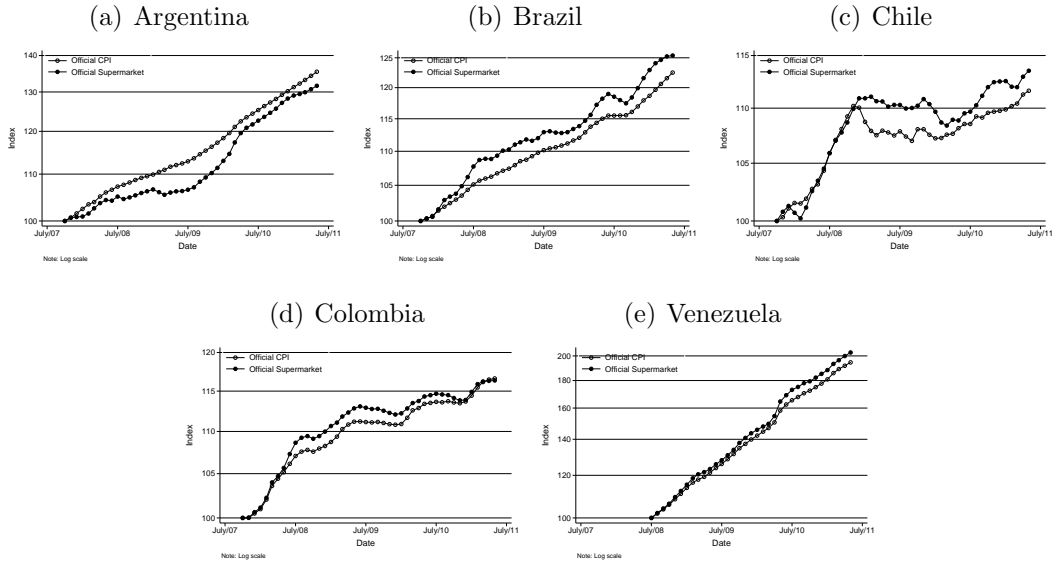 (a) Argentina
140
130
120
110
100
Index
Official CPI
Official Supermarket
July/07
July/08
July/09
July/10
July/11
Date
Note: Log scale
(b) Brazil
125
120
115
110
105
100
Index
Official CPI
Official Supermarket
July/07
July/08
July/09
July/10
July/11
Date
Note: Log scale
(c) Chile
115
110
105
100
Index
Official CPI
Official Supermarket
July/07
July/08
July/09
July/10
July/11
Date
Note: Log scale
(d) Colombia
120
115
110
105
100
Index
Official CPI
Official Supermarket
July/07
July/08
July/09
July/10
July/11
Date
Note: Log scale
(e) Venezuela
200
180
160
140
120
100
Index
Official CPI
Official Supermarket
July/07
July/08
July/09
July/10
July/11
Date
Note: Log scale